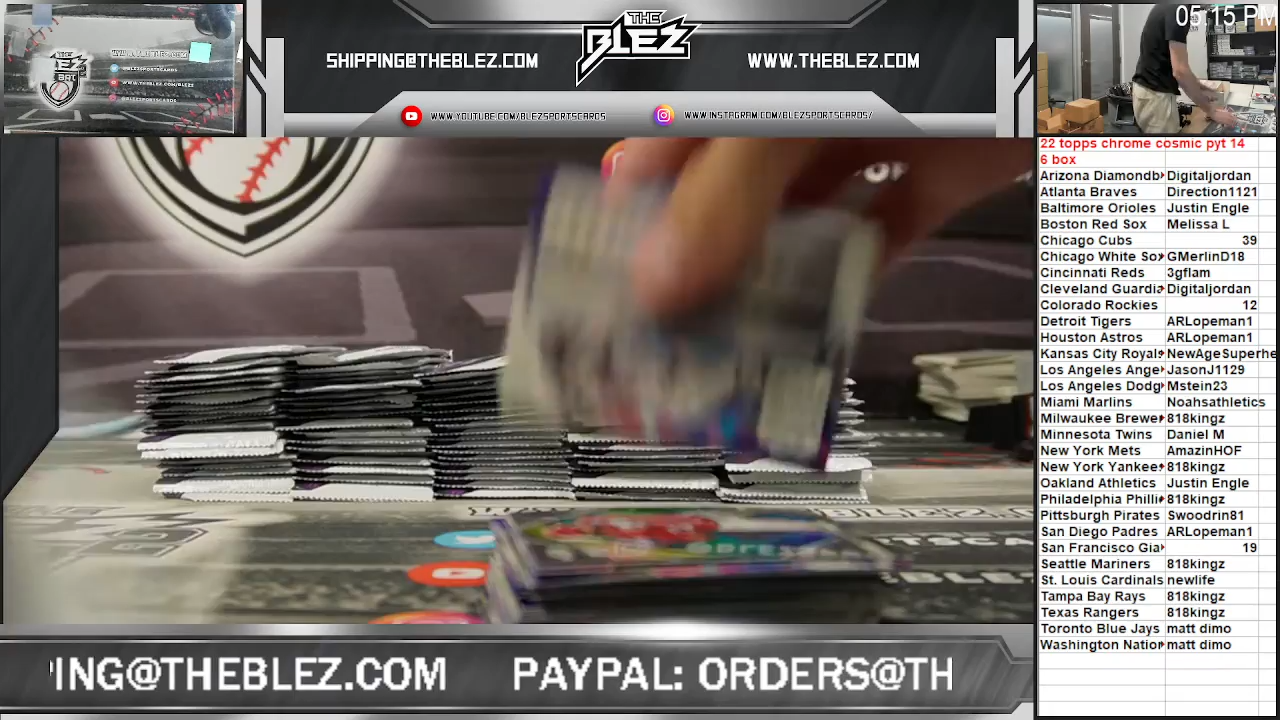 05:15 PM
THE
BLEZ
SHIPPING@THEBLEZ.COM
WWW.THEBLEZ.COM
WWW.YOUTUBE.COM/BLEZSPORTSCARDS
WWW.INSTAGRAM.COM/BLEZSPORTSCARDS/
22 topps chrome cosmic pyt 14
6 box
Arizona Diamondb Digitaljordan
Atlanta Braves Direction1121
Baltimore Orioles Justin Engle
Boston Red Sox Melissa L
Chicago Cubs 39
Chicago White Sox GMerlinD18
Cincinnati Reds 3gflam
Cleveland Guardia Digitaljordan
Colorado Rockies 12
Detroit Tigers ARLopeman1
Houston Astros ARLopeman1
Kansas City Royals NewAgeSuperhe
Los Angeles Ange JasonJ1129
Los Angeles Dodg Mstein23
Miami Marlins Noahsathletics
Milwaukee Brewe 818kingz
Minnesota Twins Daniel M
New York Mets AmazinHOF
New York Yankee 818kingz
Oakland Athletics Justin Engle
Philadelphia Philli 818kingz
Pittsburgh Pirates Swoodrin81
San Diego Padres ARLopeman1
San Francisco Gia 19
Seattle Mariners 818kingz
St. Louis Cardinals newlife
Tampa Bay Rays 818kingz
Texas Rangers 818kingz
Toronto Blue Jays matt dimo
Washington Nation matt dimo
PING@THEBLEZ.COM PAYPAL: ORDERS@TH